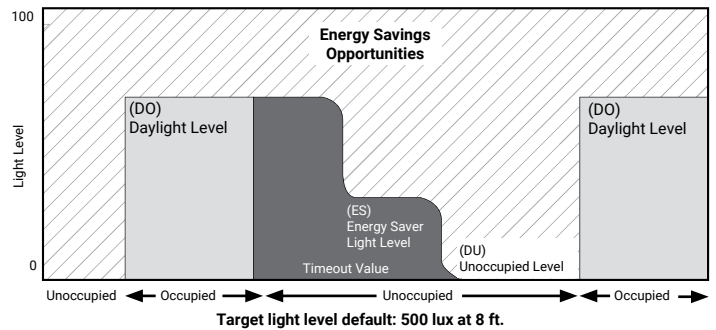 100
Energy Savings
Opportunities
(DO)
Daylight Level
(DO)
Daylight Level
Light Level
(ES)
Energy Saver
Light Level
(DU)
Unoccupied Level
Timeout Value
0
Unoccupied Occupied Unoccupied Occupied
Target light level default: 500 lux at 8 ft.